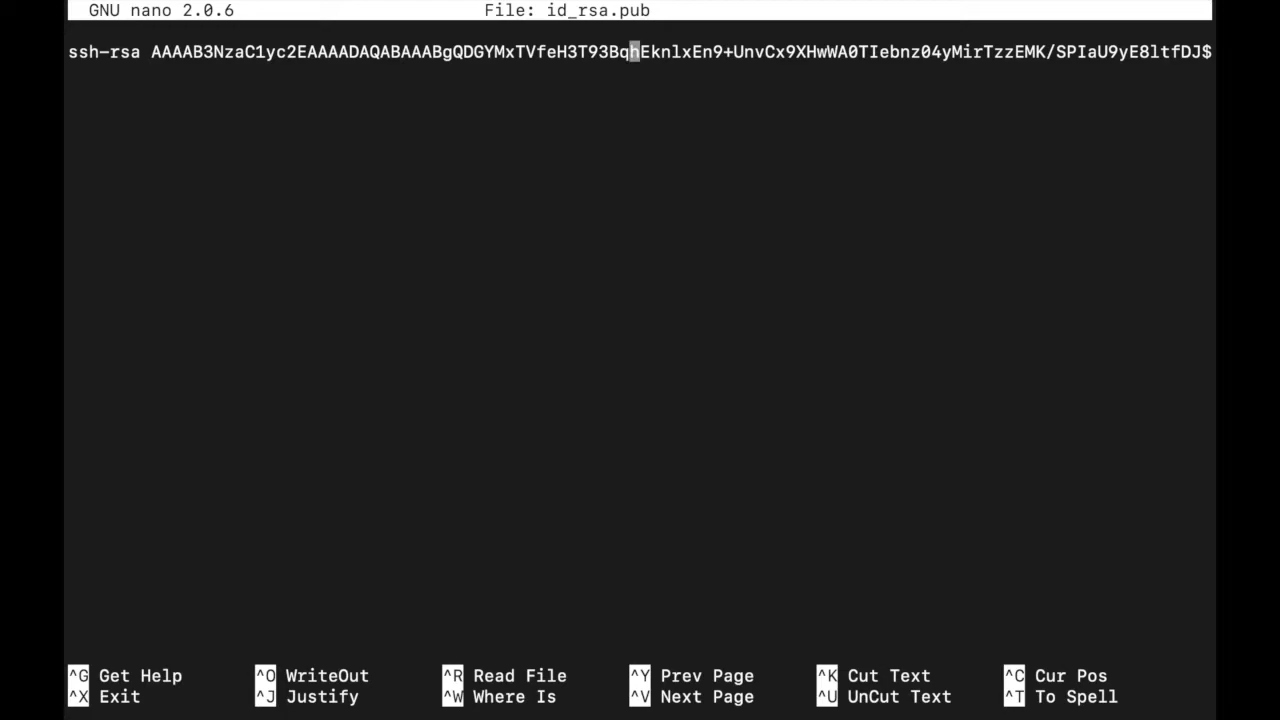 GNU nano 2.0.6 File: id_rsa.pub
ssh-rsa AAAAB3NzaC1yc2EAAAADAQABAAABgQDGYMxTVfeH3T93BqhEknlxEn9+UnvCx9XHwWA0TIebnz04yMirTzzEMK/SPIaU9yE8ltfDJ$
^G Get Help ^O WriteOut ^R Read File ^Y Prev Page ^K Cut Text ^C Cur Pos
^X Exit ^J Justify ^W Where Is ^V Next Page ^U UnCut Text ^T To Spell